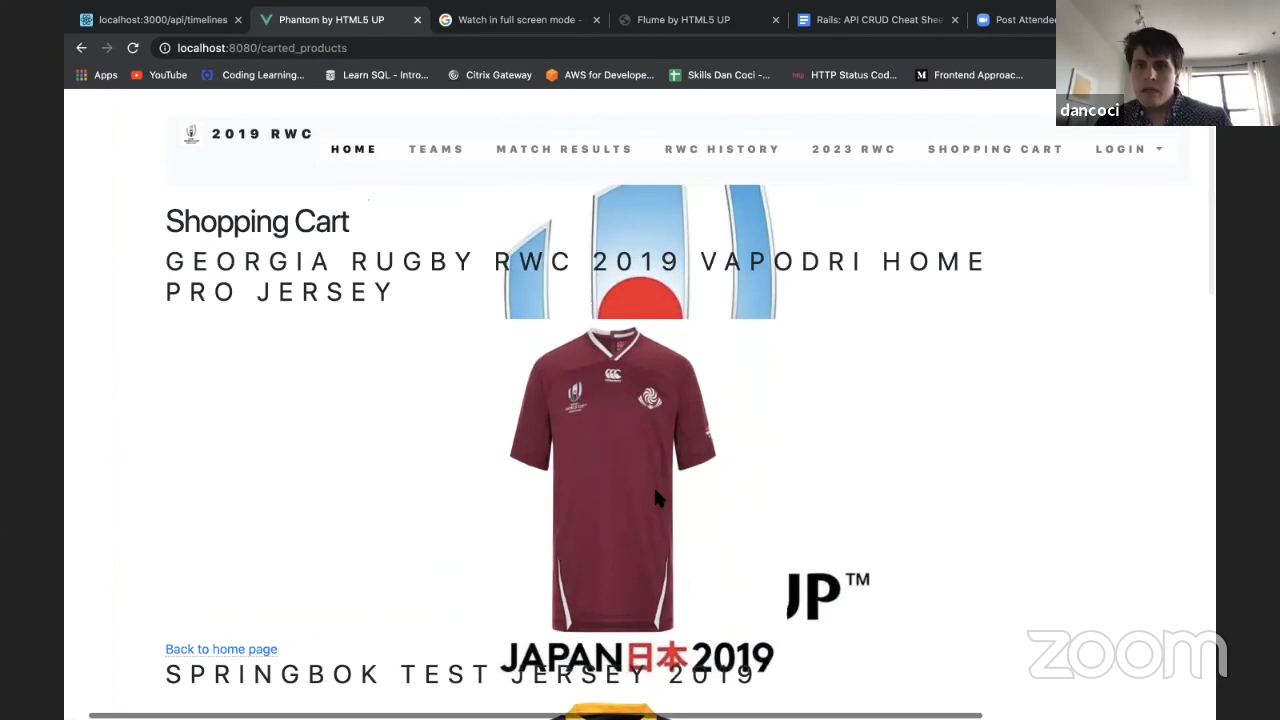 localhost:3000/api/timelines
Phantom by HTML5 UP
Watch in full screen mode -
Flume by HTML5 UP
Rails: API CRUD Cheat Shee
Post Attende
localhost:8080/carted_products
Apps
YouTube
Coding Learning...
Learn SQL - Intro...
Citrix Gateway
AWS for Develope...
Skills Dan Coci -...
HTTP Status Cod...
Frontend Approac...
dancoci
2019 RWC
HOME
TEAMS
MATCH RESULTS
RWC HISTORY
2023 RWC
SHOPPING CART
LOGIN
Shopping Cart
GEORGIA RUGBY RWC 2019 VAPODRI HOME
PRO JERSEY
UP™
Back to home page
JAPAN日本2019
SPRINGBOK TEST JERSEY 2019
zoom